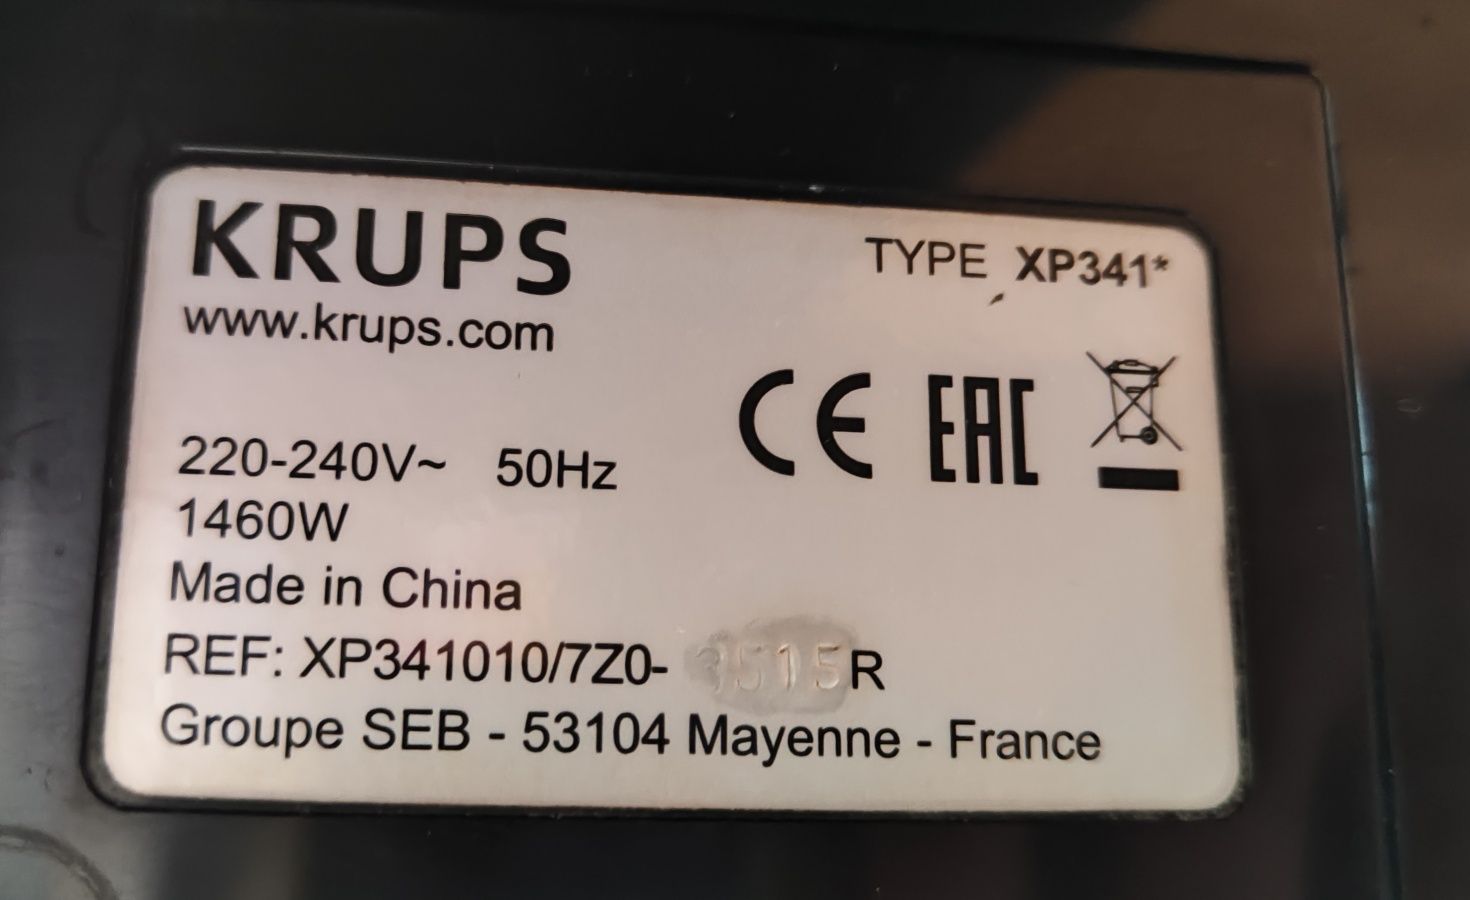 KRUPS
TYPE XP341*
www.krups.com
CE EAC
220-240V~ 50Hz
1460W
Made in China
REF: XP341010/7Z0- 3515R
Groupe SEB - 53104 Mayenne - France